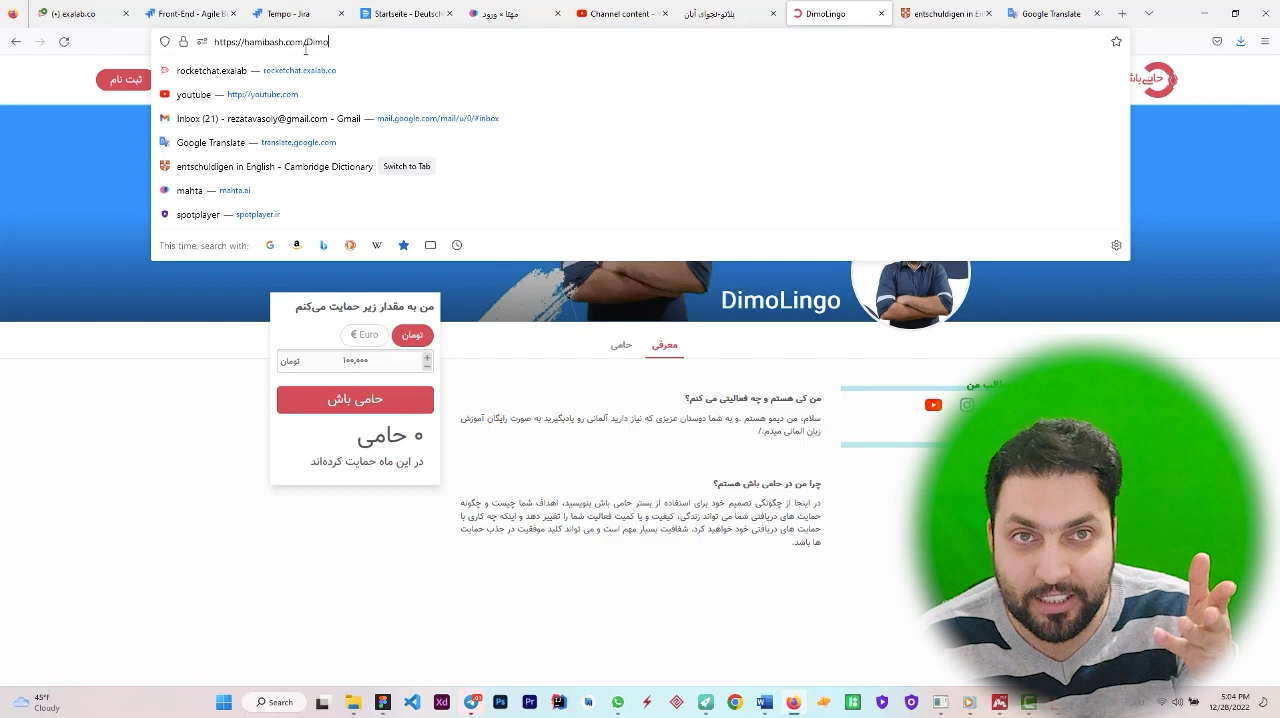 (1) exalab
Front-End - Agile
Termin - Jira
Startseite - Desig
مهتا × ورود
Channel content - Y
پلاتو-نجوای آبان
DimoLingo
entschuldigen in E
Google Translate
https://hamibash.com/Dimo
rocketchat.exalab — rocketchat.exalab.co
youtube — http://youtube.com
Inbox (21) - rezatavasoly@gmail.com - Gmail — mail.google.com/mail/u/0/#inbox
Google Translate — translate.google.com
entschuldigen in English - Cambridge Dictionary Switch to Tab
mahta — mahta.ai
spotplayer — spotplayer.ir
This time, search with:
ثبت نام
حامی‌باش
DimoLingo
من به مقدار زیر حمایت می‌کنم
€ Euro
تومان
۱۰۰,۰۰۰
تومان
حامی باش
۰ حامی
در این ماه حمایت کرده‌اند
معرفی
حامی
من کی هستم و چه فعالیتی می کنم؟
سلام، من دیمو هستم .و به شما دوستان عزیزی که نیاز دارید آلمانی رو یادبگیرید به صورت رایگان آموزش
زبان المانی میدم./
چرا من در حامی باش هستم؟
در اینجا از چگونگی تصمیم خود برای استفاده از بستر حامی باش بنویسید، اهداف شما چیست و چگونه
حمایت های دریافتی شما می تواند زندگی، کیفیت و یا کمیت فعالیت شما را تغییر دهد و اینکه چه کاری با
حمایت های دریافتی خود خواهید کرد. شفافیت بسیار مهم است و می تواند کلید موفقیت در جذب حمایت
ها باشد.
طالب من
45°F
Cloudy
Search
5:04 PM
12/28/2022